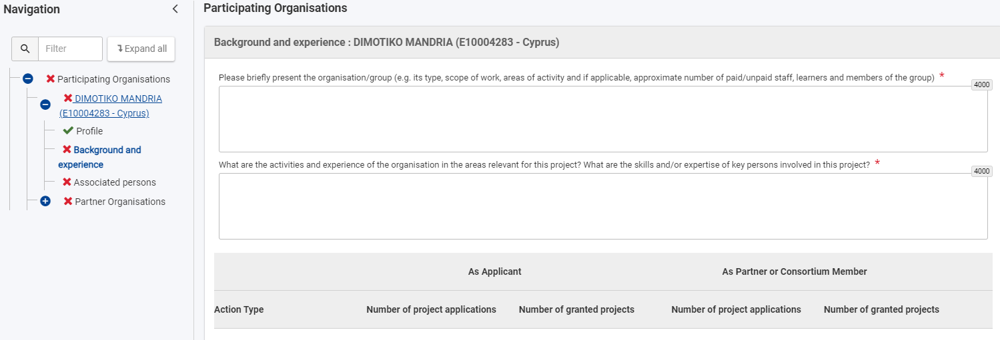 Navigation
Filter
Expand all
Participating Organisations
DIMOTIKO MANDRIA
(E10004283 - Cyprus)
Profile
Background and
experience
Associated persons
Partner Organisations
Participating Organisations
Background and experience : DIMOTIKO MANDRIA (E10004283 - Cyprus)
Please briefly present the organisation/group (e.g. its type, scope of work, areas of activity and if applicable, approximate number of paid/unpaid staff, learners and members of the group) *
4000
What are the activities and experience of the organisation in the areas relevant for this project? What are the skills and/or expertise of key persons involved in this project? *
4000
As Applicant As Partner or Consortium Member
Action Type Number of project applications Number of granted projects Number of project applications Number of granted projects